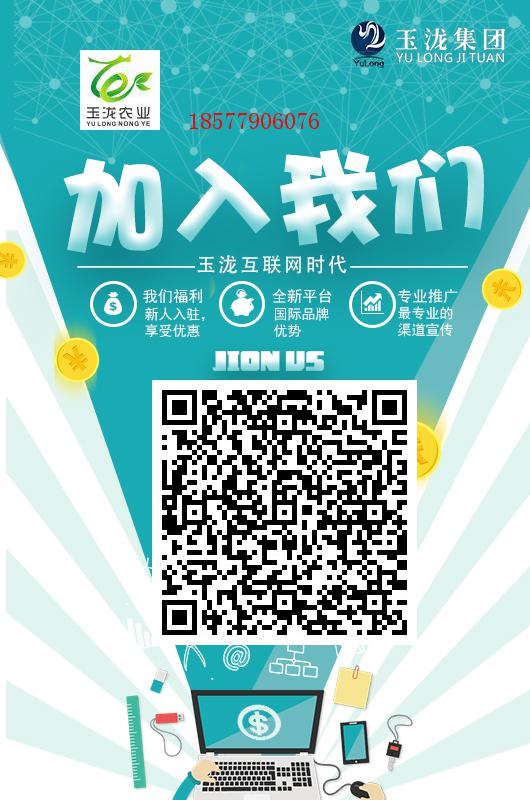 玉泷集团
YuLong
YU LONG JI TUAN
玉泷农业
YU LONG NONG YE
18577906076
加入我们
玉泷互联网时代
我们福利
新人入驻，
享受优惠
全新平台
国际品牌
优势
专业推广
最专业的
渠道宣传
JION US